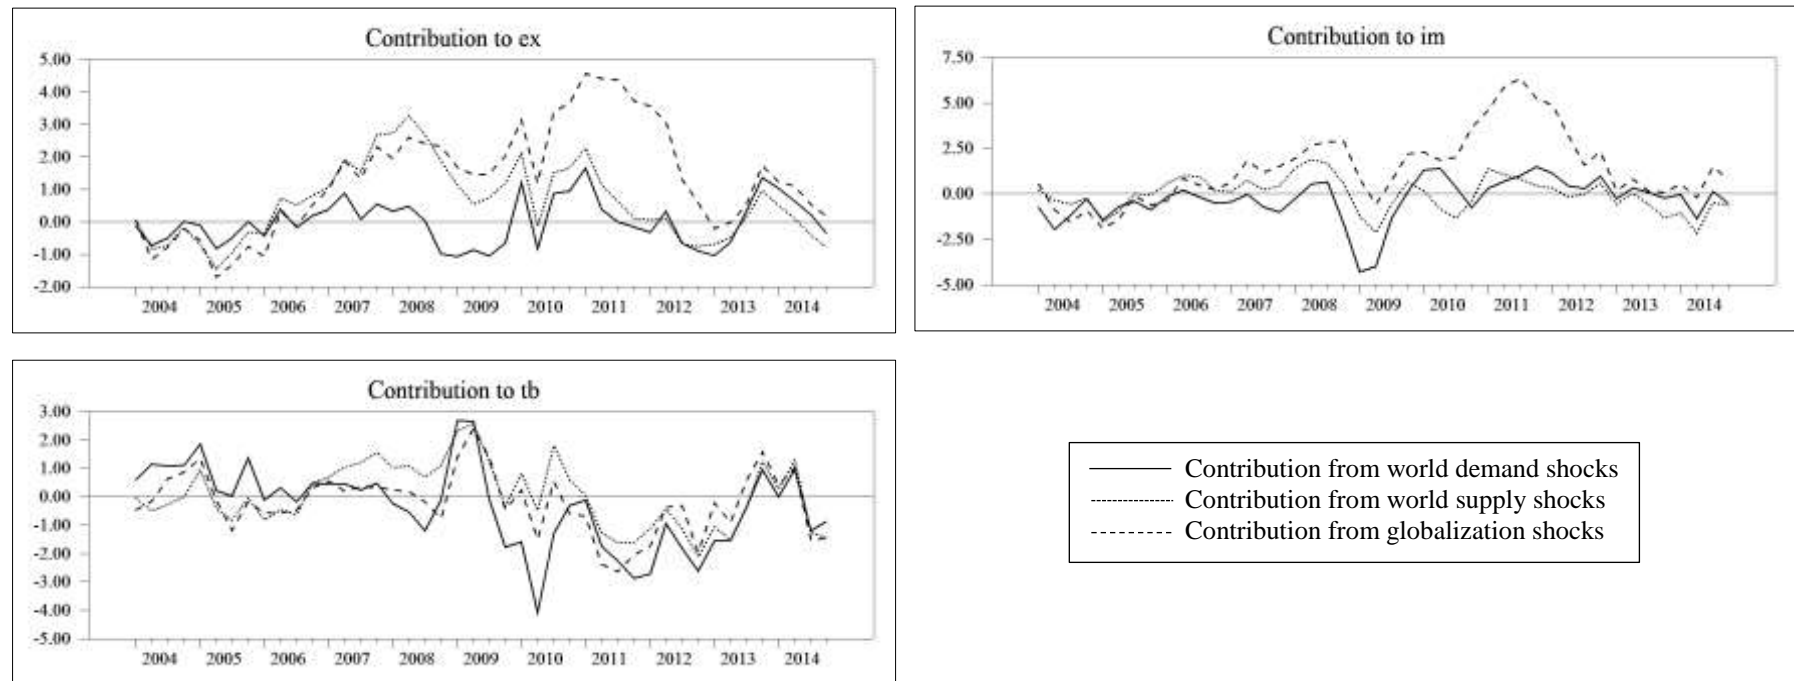 Contribution to ex
5.00
4.00
3.00
2.00
1.00
0.00
-1.00
-2.00
2004 2005 2006 2007 2008 2009 2010 2011 2012 2013 2014
Contribution to im
7.50
5.00
2.50
0.00
-2.50
-5.00
2004 2005 2006 2007 2008 2009 2010 2011 2012 2013 2014
Contribution to tb
3.00
2.00
1.00
0.00
-1.00
-2.00
-3.00
-4.00
-5.00
2004 2005 2006 2007 2008 2009 2010 2011 2012 2013 2014
Contribution from world demand shocks
Contribution from world supply shocks
Contribution from globalization shocks